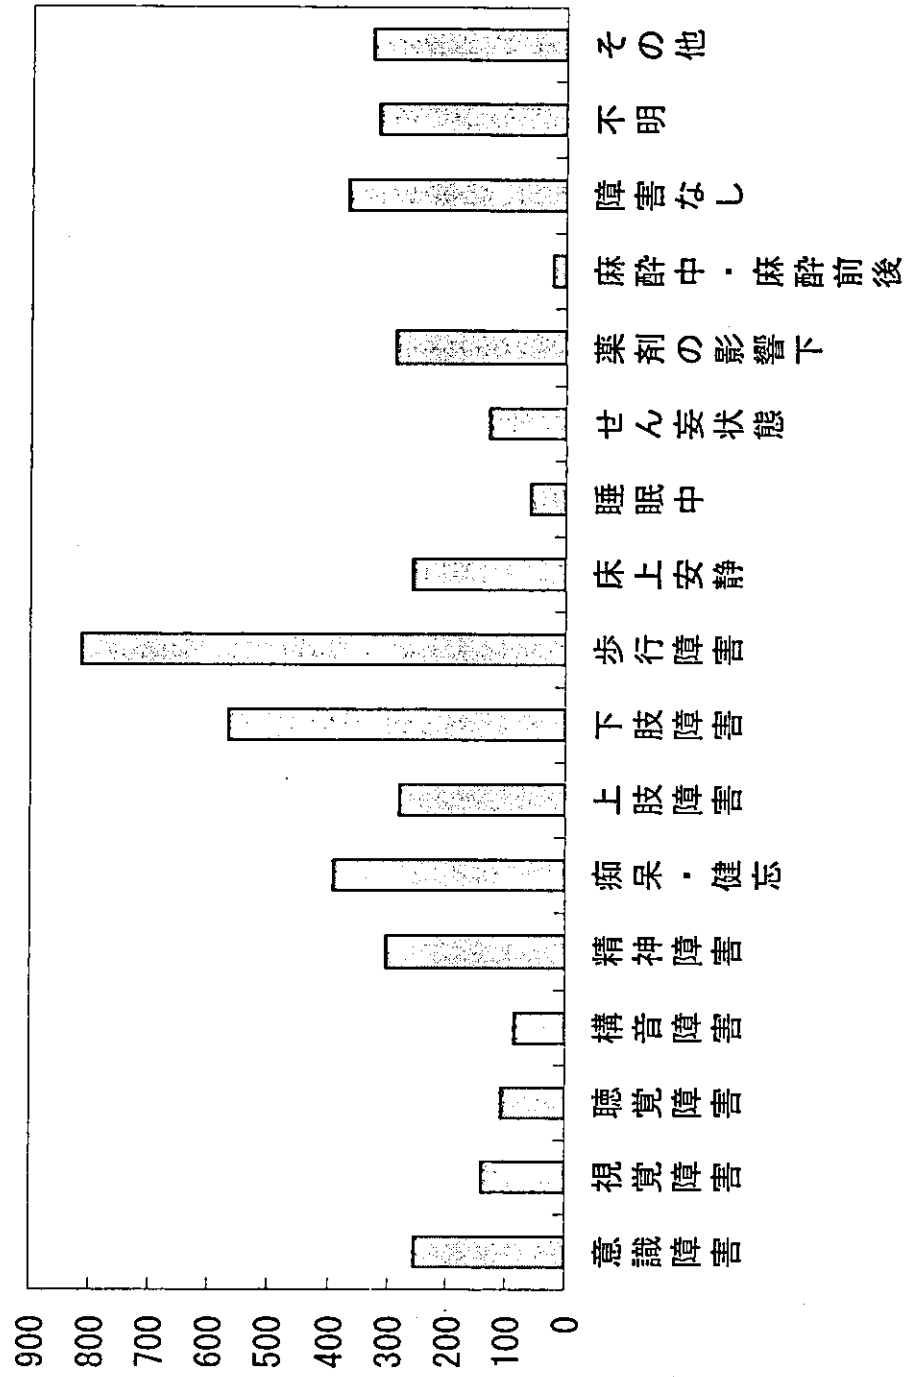 900
800
700
600
500
400
300
200
100
0
意識障害
視覚障害
聴覚障害
構音障害
精神障害
痴呆・健忘
上肢障害
下肢障害
歩行障害
床上安静
睡眠中
せん妄状態
薬剤の影響下
麻酔中・麻酔前後
障害なし
不明
その他